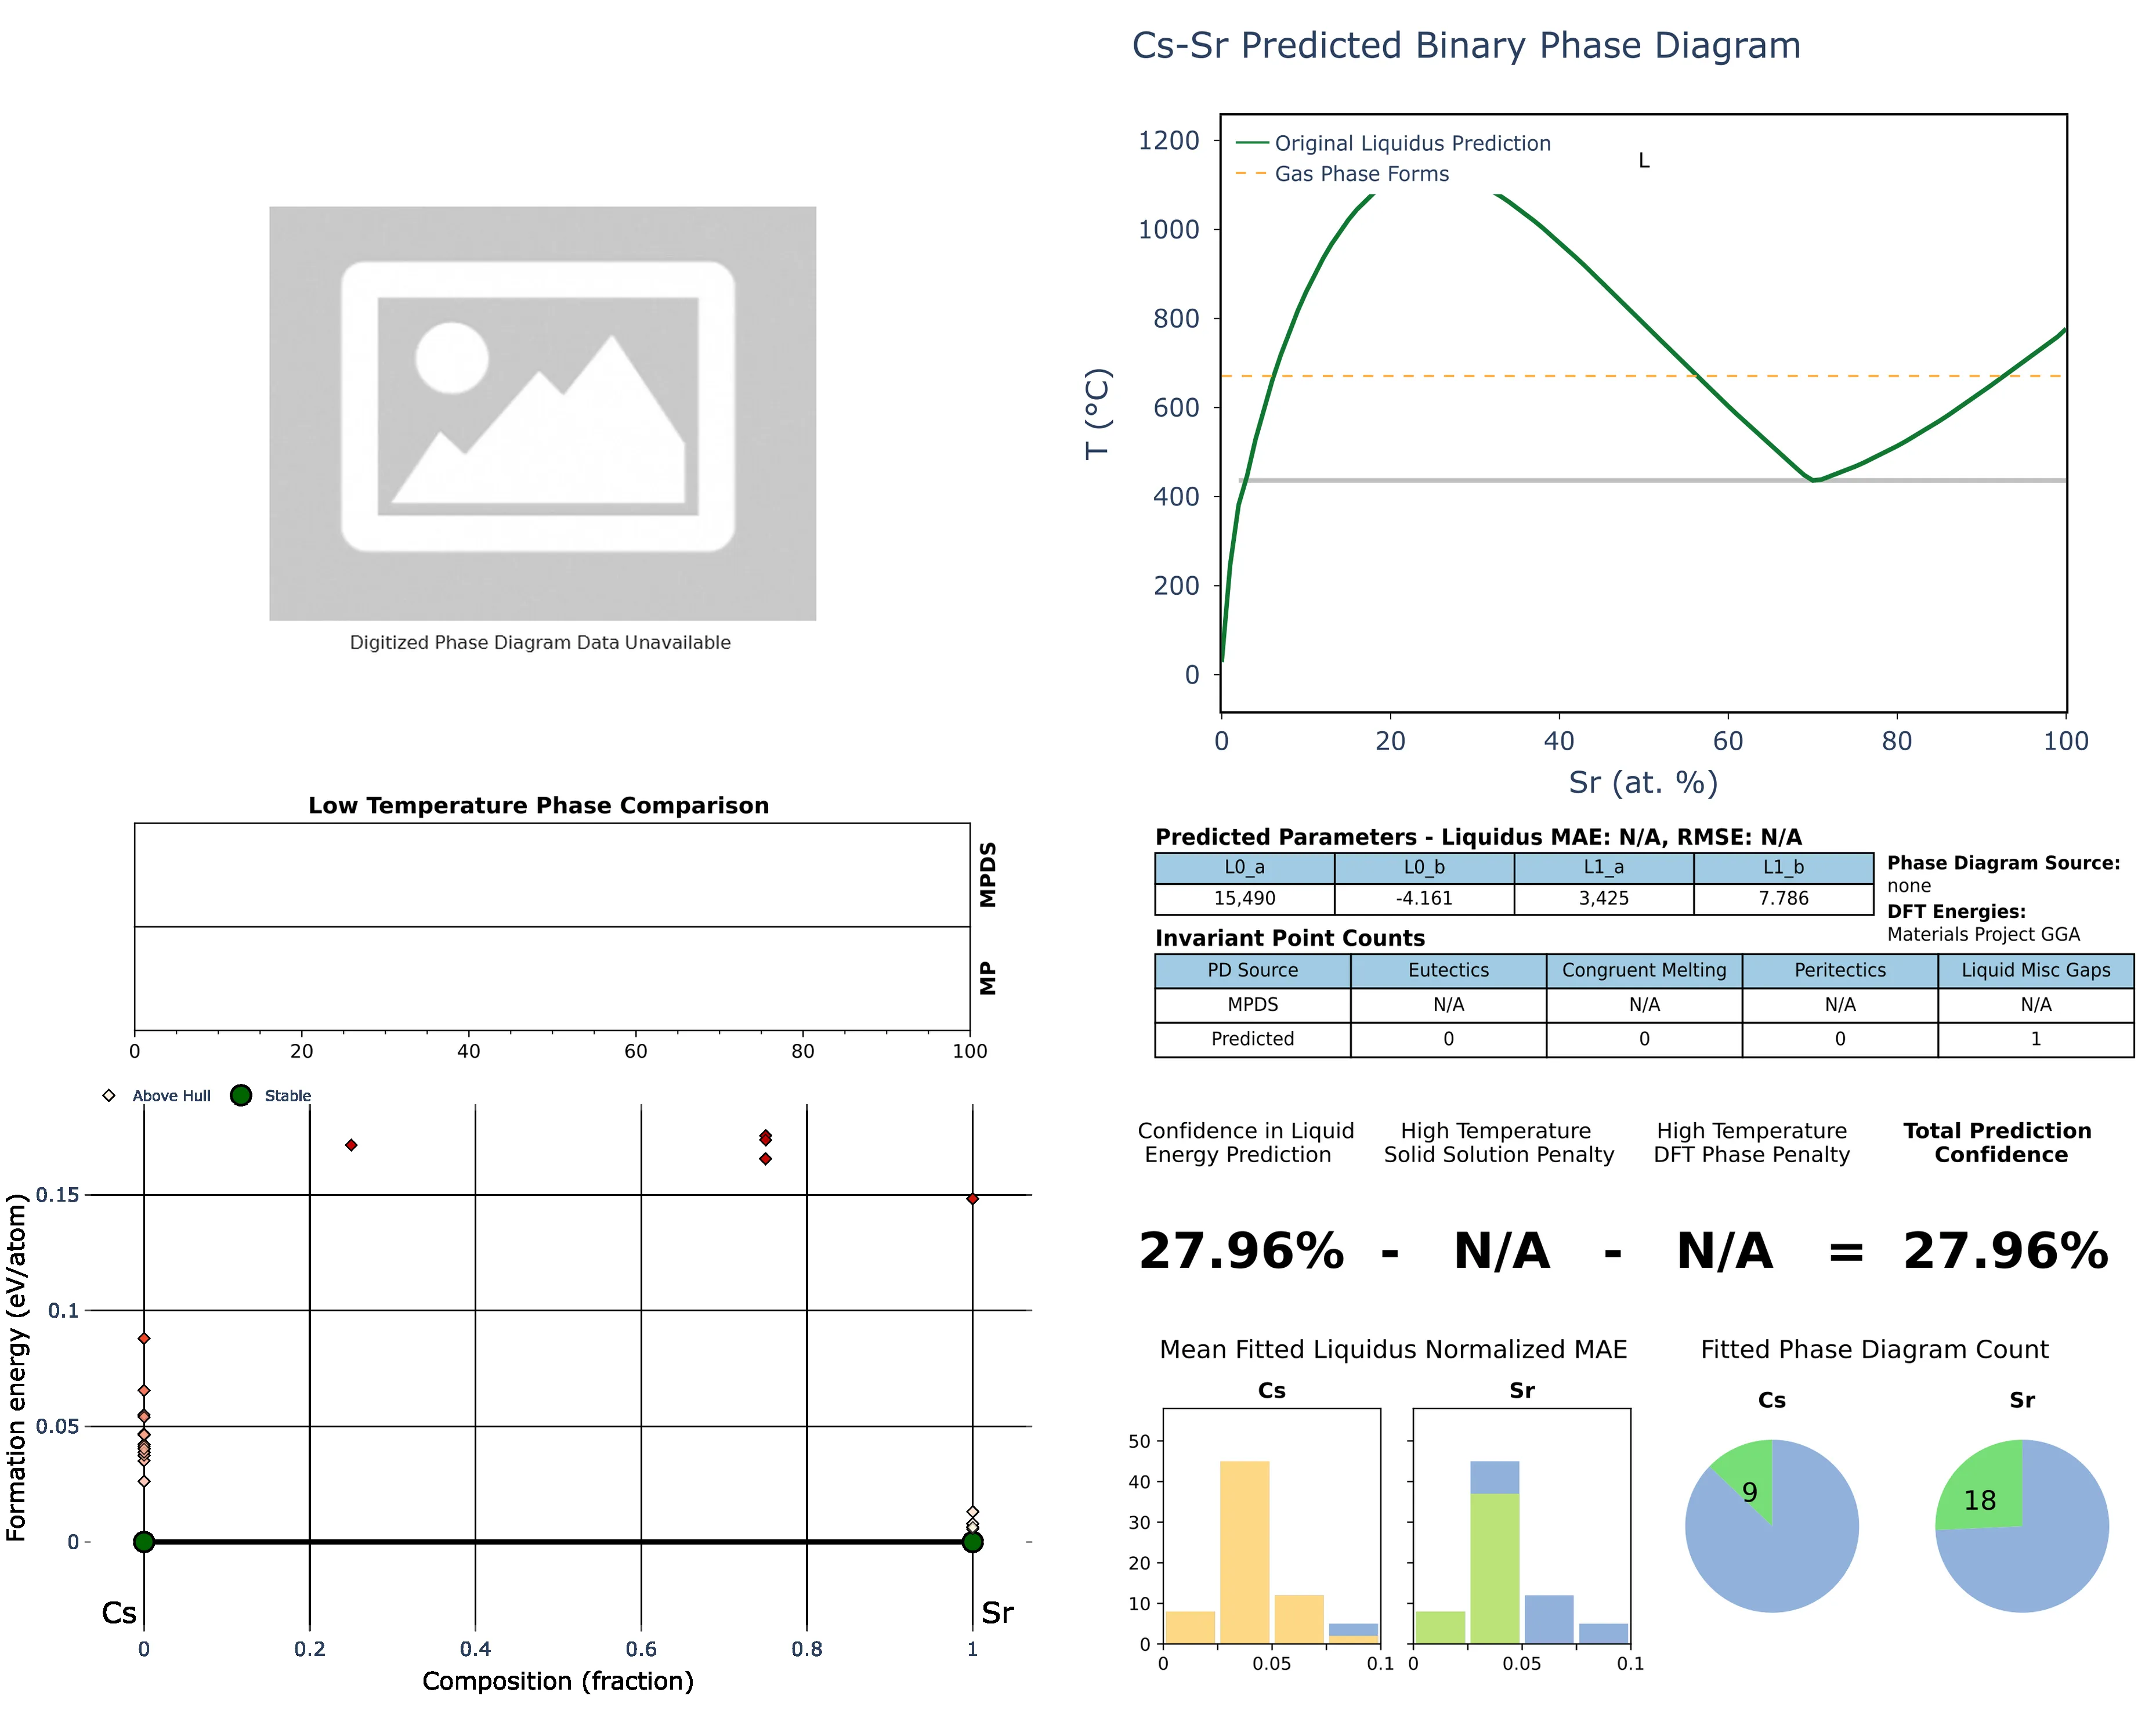 Cs-Sr Predicted Binary Phase Diagram
1200
1000
800
600
400
200
0
T (°C)
Original Liquidus Prediction
Gas Phase Forms
L
0 20 40 60 80 100
Sr (at. %)
Digitized Phase Diagram Data Unavailable
Low Temperature Phase Comparison
MPDS
MP
0 20 40 60 80 100
Predicted Parameters - Liquidus MAE: N/A, RMSE: N/A
L0_a L0_b L1_a L1_b
15,490 -4.161 3,425 7.786
Phase Diagram Source:
none
DFT Energies:
Materials Project GGA
Invariant Point Counts
PD Source Eutectics Congruent Melting Peritectics Liquid Misc Gaps
MPDS N/A N/A N/A N/A
Predicted 0 0 0 1
Above Hull Stable
0.15
0.1
0.05
0
Formation energy (eV/atom)
Cs Sr
0 0.2 0.4 0.6 0.8 1
Composition (fraction)
Confidence in Liquid
Energy Prediction
High Temperature
Solid Solution Penalty
High Temperature
DFT Phase Penalty
Total Prediction
Confidence
27.96% - N/A - N/A = 27.96%
Mean Fitted Liquidus Normalized MAE
Cs Sr
50
40
30
20
10
0
0 0.05 0.1 0 0.05 0.1
Fitted Phase Diagram Count
Cs Sr
9 18